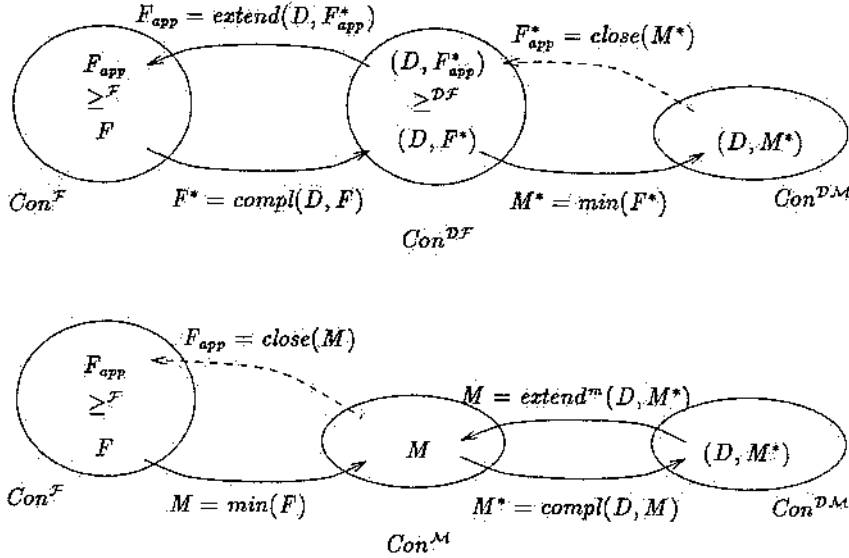 F_app = extend(D, F*_app)
F*_app = close(M*)
F_app
≥^F
F
(D, F*_app)
≥^DF
(D, F*)
(D, M*)
Con^F
F* = compl(D, F)
M* = min(F*)
Con^DM
Con^DF
F_app = close(M)
F_app
≥^F
F
M = extend^m(D, M*)
M
(D, M*)
Con^F
M = min(F)
M* = compl(D, M)
Con^DM
Con^M